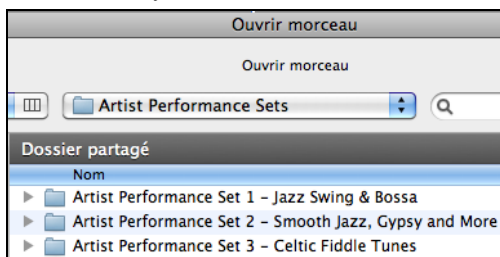 Ouvrir morceau
Ouvrir morceau
Artist Performance Sets
Dossier partagé
Nom
Artist Performance Set 1 – Jazz Swing & Bossa
Artist Performance Set 2 – Smooth Jazz, Gypsy and More
Artist Performance Set 3 – Celtic Fiddle Tunes